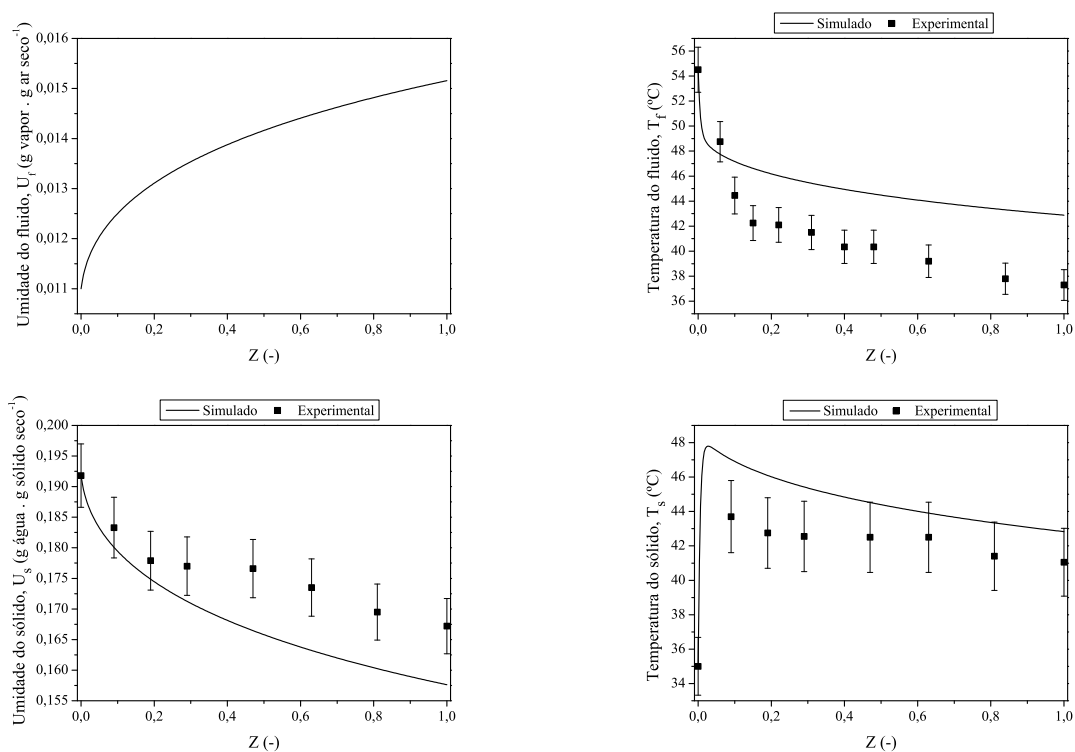 Umidade do fluido, U_f (g vapor . g ar seco⁻¹)
0,016
0,015
0,014
0,013
0,012
0,011
0,0 0,2 0,4 0,6 0,8 1,0
Z (-)
Simulado Experimental
Temperatura do fluido, T_f (ºC)
56
54
52
50
48
46
44
42
40
38
36
0,0 0,2 0,4 0,6 0,8 1,0
Z (-)
Simulado Experimental
Umidade do sólido, U_s (g água . g sólido seco⁻¹)
0,200
0,195
0,190
0,185
0,180
0,175
0,170
0,165
0,160
0,155
0,0 0,2 0,4 0,6 0,8 1,0
Z (-)
Simulado Experimental
Temperatura do sólido, T_s (ºC)
48
46
44
42
40
38
36
34
0,0 0,2 0,4 0,6 0,8 1,0
Z (-)